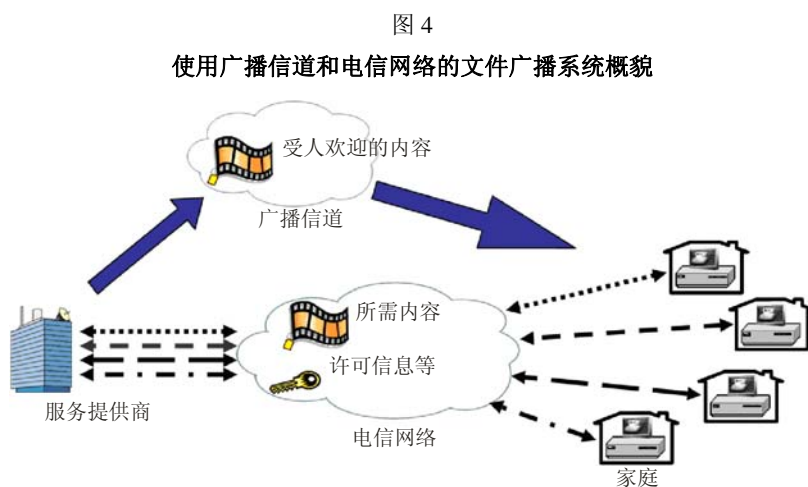 图 4
使用广播信道和电信网络的文件广播系统概貌
受人欢迎的内容
广播信道
所需内容
许可信息等
服务提供商
电信网络
家庭